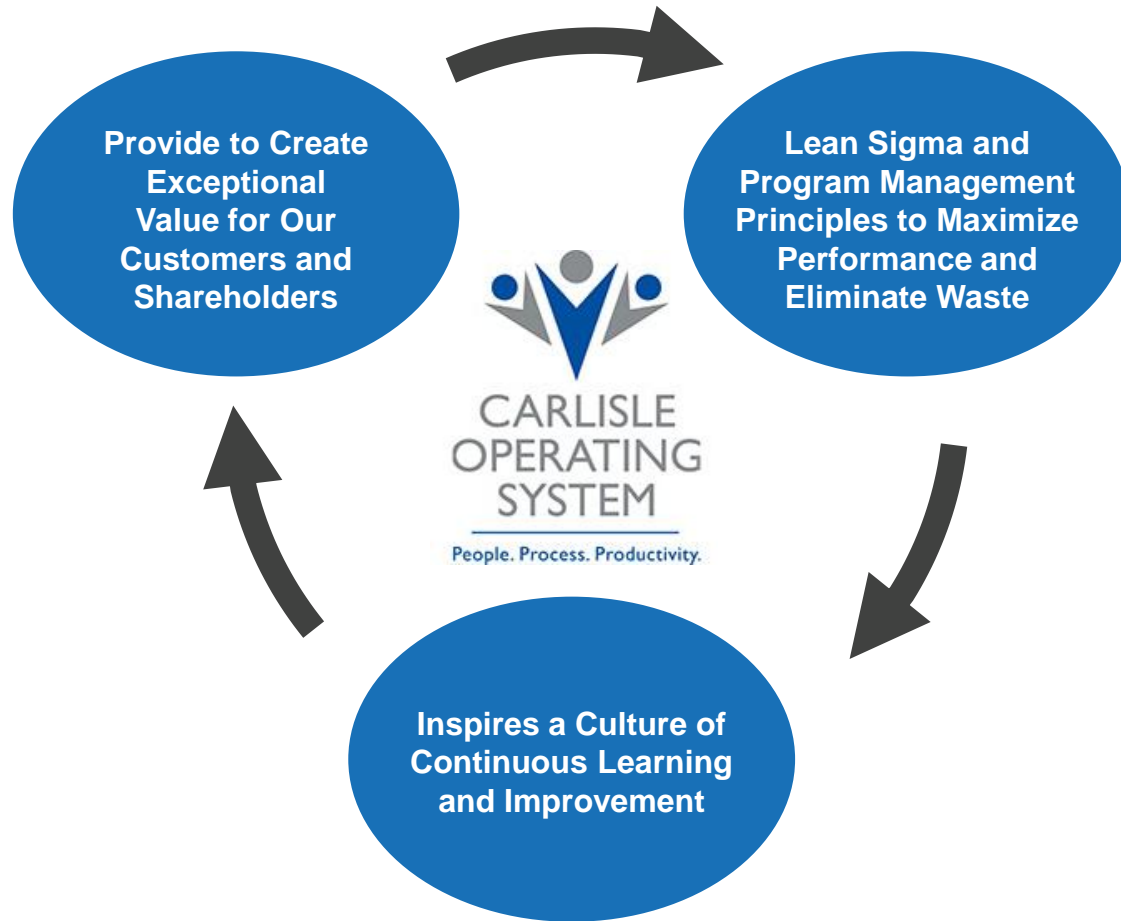 Provide to Create
Exceptional
Value for Our
Customers and
Shareholders
Lean Sigma and
Program Management
Principles to Maximize
Performance and
Eliminate Waste
CARLISLE
OPERATING
SYSTEM
People. Process. Productivity.
Inspires a Culture of
Continuous Learning
and Improvement